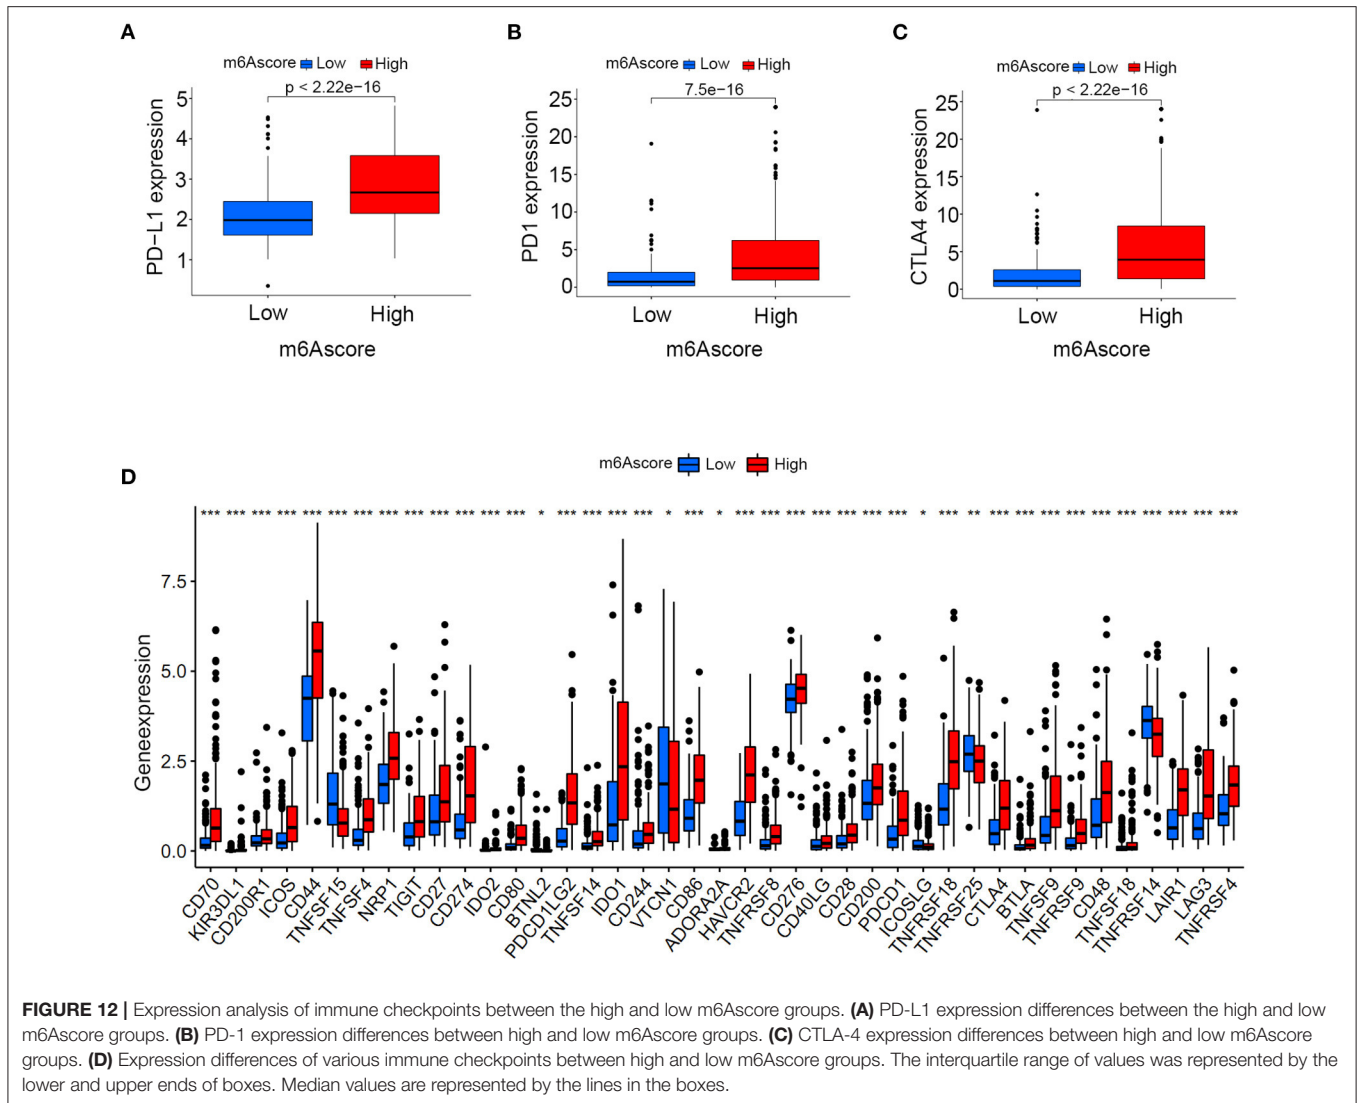 A
m6Ascore Low High
p < 2.22e−16
5
4
3
2
1
PD−L1 expression
Low High
m6Ascore
B
m6Ascore Low High
7.5e−16
25
20
15
10
5
0
PD1 expression
Low High
m6Ascore
C
m6Ascore Low High
p < 2.22e−16
25
20
15
10
5
0
CTLA4 expression
Low High
m6Ascore
D
m6Ascore Low High
*** *** *** *** *** *** *** *** *** *** *** *** *** * *** *** *** *** * *** * *** *** *** *** *** *** *** * *** ** *** *** *** *** *** *** *** *** *** ***
7.5
5.0
2.5
0.0
Geneexpression
CD70
KIR3DL1
CD200R1
ICOS
CD44
TNFSF15
TNFSF4
NRP1
TIGIT
CD27
CD274
IDO2
CD80
BTNL2
PDCD1LG2
TNFSF14
IDO1
CD244
VTCN1
CD86
ADORA2A
HAVCR2
TNFRSF8
CD276
CD40LG
CD28
CD200
PDCD1
ICOSLG
TNFRSF18
TNFRSF25
CTLA4
BTLA
TNFSF9
TNFRSF9
CD48
TNFSF18
TNFRSF14
LAIR1
LAG3
TNFRSF4
FIGURE 12 | Expression analysis of immune checkpoints between the high and low m6Ascore groups. (A) PD-L1 expression differences between the high and low
m6Ascore groups. (B) PD-1 expression differences between high and low m6Ascore groups. (C) CTLA-4 expression differences between high and low m6Ascore
groups. (D) Expression differences of various immune checkpoints between high and low m6Ascore groups. The interquartile range of values was represented by the
lower and upper ends of boxes. Median values are represented by the lines in the boxes.